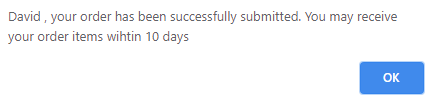 David , your order has been successfully submitted. You may receive
your order items wihtin 10 days
OK